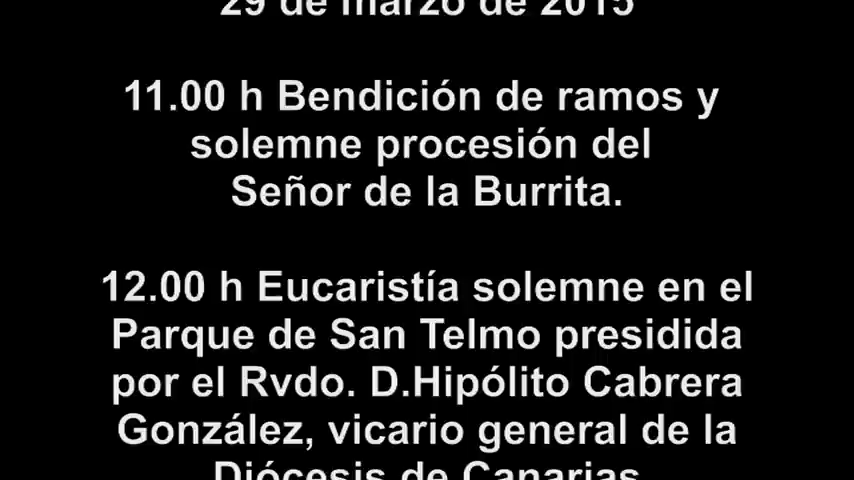 29 de marzo de 2015
11.00 h Bendición de ramos y
solemne procesión del
Señor de la Burrita.
12.00 h Eucaristía solemne en el
Parque de San Telmo presidida
por el Rvdo. D.Hipólito Cabrera
González, vicario general de la
Diócesis de Canarias